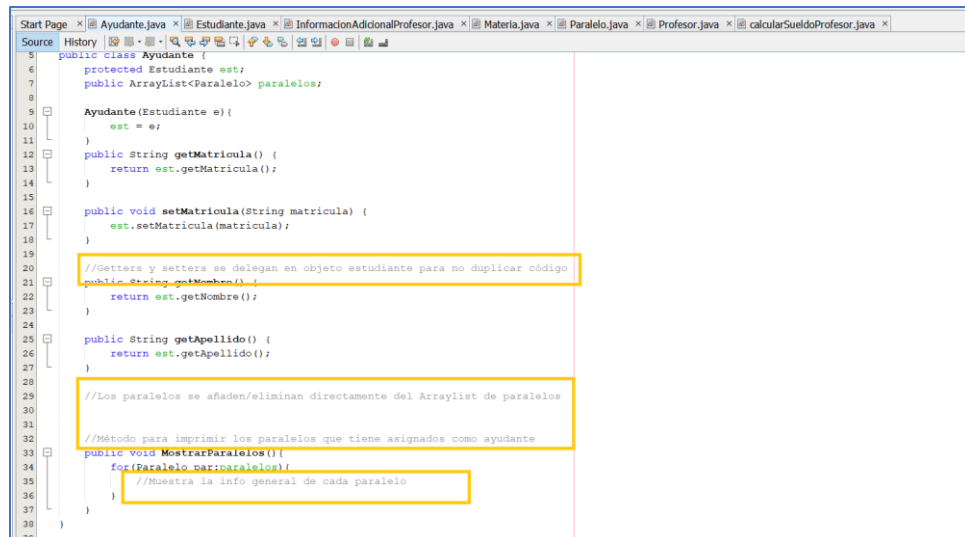 Start Page Ayudante.java Estudiante.java InformacionAdicionalProfesor.java Materia.java Paralelo.java Profesor.java calcularSueldoProfesor.java
Source History
5 public class Ayudante {
6 protected Estudiante est;
7 public ArrayList<Paralelo> paralelos;
8
9 Ayudante(Estudiante e){
10 est = e;
11 }
12 public String getMatricula() {
13 return est.getMatricula();
14 }
15
16 public void setMatricula(String matricula) {
17 est.setMatricula(matricula);
18 }
19
20 //Getters y setters se delegan en objeto estudiante para no duplicar código
21 public String getNombre() {
22 return est.getNombre();
23 }
24
25 public String getApellido() {
26 return est.getApellido();
27 }
28
29 //Los paralelos se añaden/eliminan directamente del Arraylist de paralelos
30
31
32 //Método para imprimir los paralelos que tiene asignados como ayudante
33 public void MostrarParalelos(){
34 for(Paralelo par:paralelos){
35 //Muestra la info general de cada paralelo
36 }
37 }
38 }